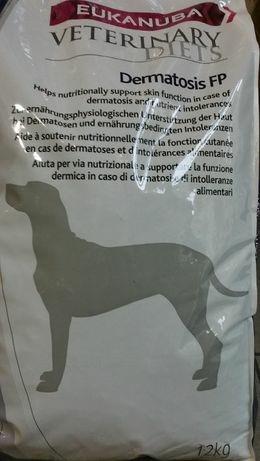 EUKANUBA
VETERINARY
DIETS
Dermatosis FP
Helps nutritionally support skin function in case of
dermatosis and nutrient intolerances
Zur ernährungsphysiologischen Unterstützung der Haut
bei Dermatosen und ernährungsbedingten Intoleranzen
Aide à soutenir nutritionnellement la fonction cutanée
en cas de dermatoses et d'intolérances alimentaires
Aiuta per via nutrizionale a supportare la funzione
dermica in caso di dermatosi e di intolleranze
alimentari
12kg